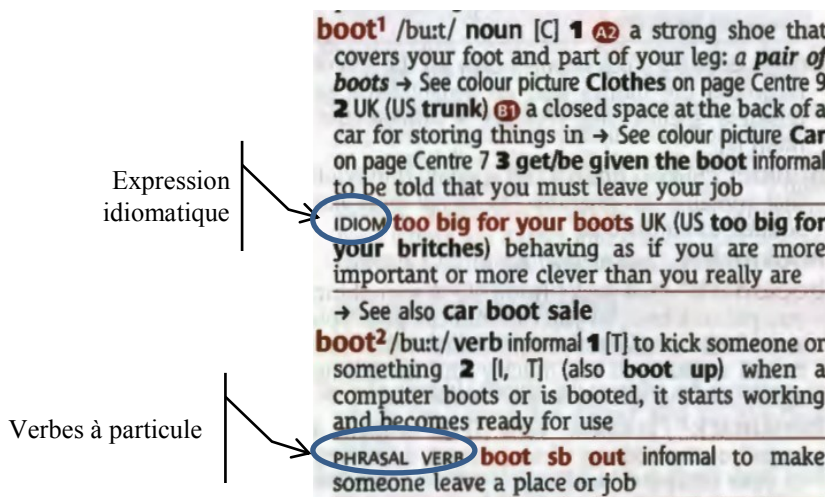 boot¹ /buːt/ noun [C] 1 A2 a strong shoe that
covers your foot and part of your leg: a pair of
boots → See colour picture Clothes on page Centre 9
2 UK (US trunk) B1 a closed space at the back of a
car for storing things in → See colour picture Car
on page Centre 7 3 get/be given the boot informal
to be told that you must leave your job
Expression
idiomatique
IDIOM too big for your boots UK (US too big for
your britches) behaving as if you are more
important or more clever than you really are
→ See also car boot sale
boot² /buːt/ verb informal 1 [T] to kick someone or
something 2 [I, T] (also boot up) when a
computer boots or is booted, it starts working
and becomes ready for use
Verbes à particule
PHRASAL VERB boot sb out informal to make
someone leave a place or job